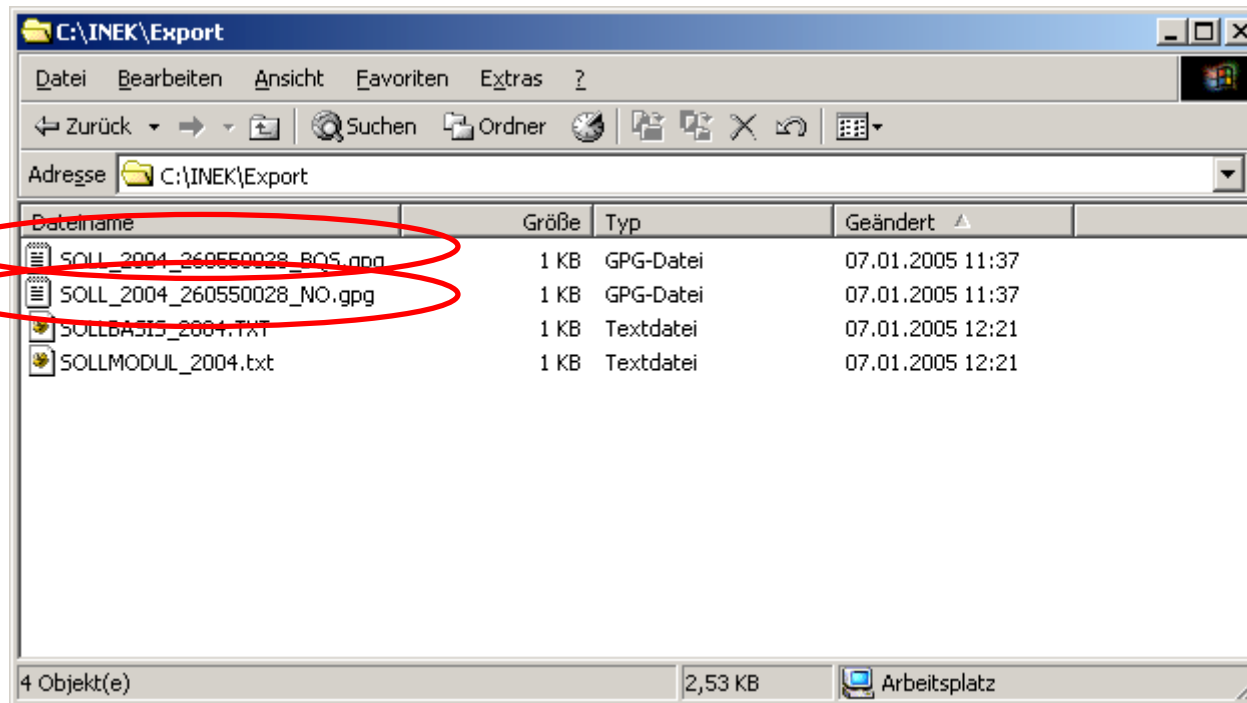 C:\INEK\Export
Datei Bearbeiten Ansicht Favoriten Extras ?
Zurück Suchen Ordner
Adresse C:\INEK\Export
Dateiname Größe Typ Geändert
SOLL_2004_260550028_BQS.gpg 1 KB GPG-Datei 07.01.2005 11:37
SOLL_2004_260550028_NO.gpg 1 KB GPG-Datei 07.01.2005 11:37
SOLLBASIS_2004.TXT 1 KB Textdatei 07.01.2005 12:21
SOLLMODUL_2004.txt 1 KB Textdatei 07.01.2005 12:21
4 Objekt(e) 2,53 KB Arbeitsplatz